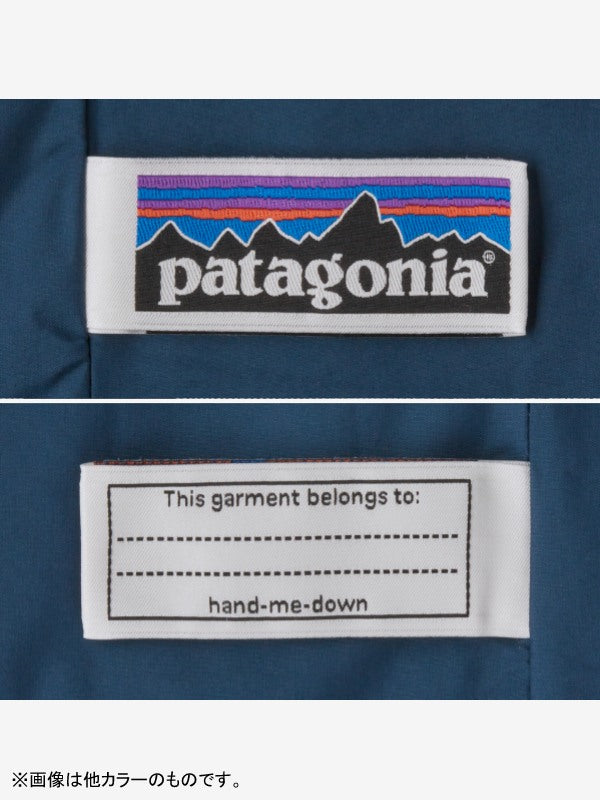 patagonia
This garment belongs to:
hand-me-down
※画像は他カラーのものです。